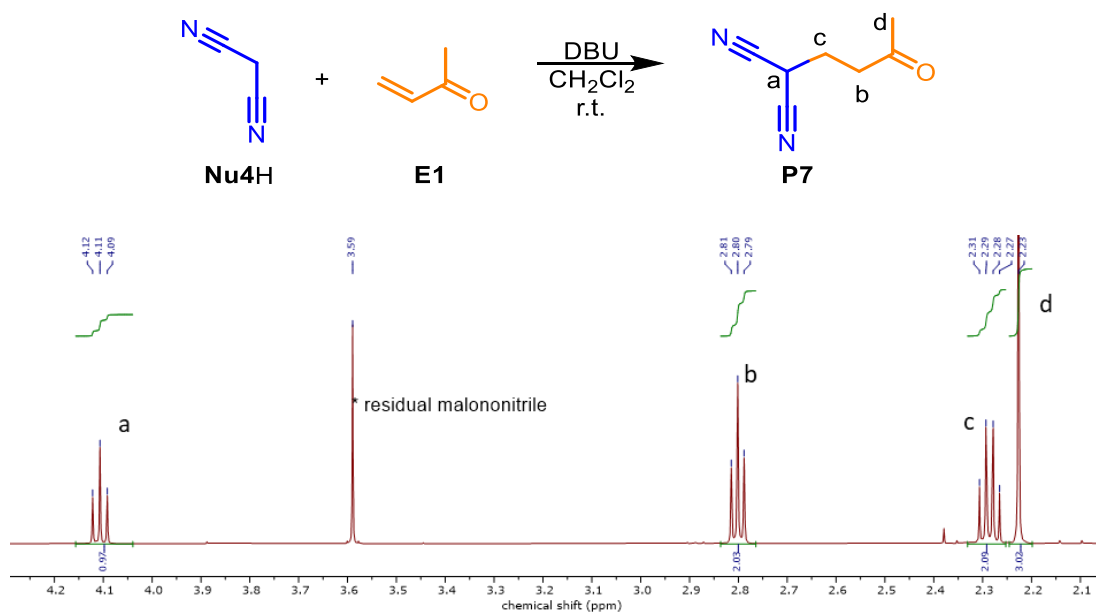 N
N
Nu4H
+
O
E1
DBU
CH2Cl2
r.t.
N
N
a
c
b
d
O
P7
4.12
4.11
4.09
3.59
2.81
2.80
2.79
2.31
2.29
2.28
2.27
2.23
a
* residual malononitrile
b
c
d
0.97
2.03
2.09
3.02
4.2 4.1 4.0 3.9 3.8 3.7 3.6 3.5 3.4 3.3 3.2 3.1 3.0 2.9 2.8 2.7 2.6 2.5 2.4 2.3 2.2 2.1
chemical shift (ppm)